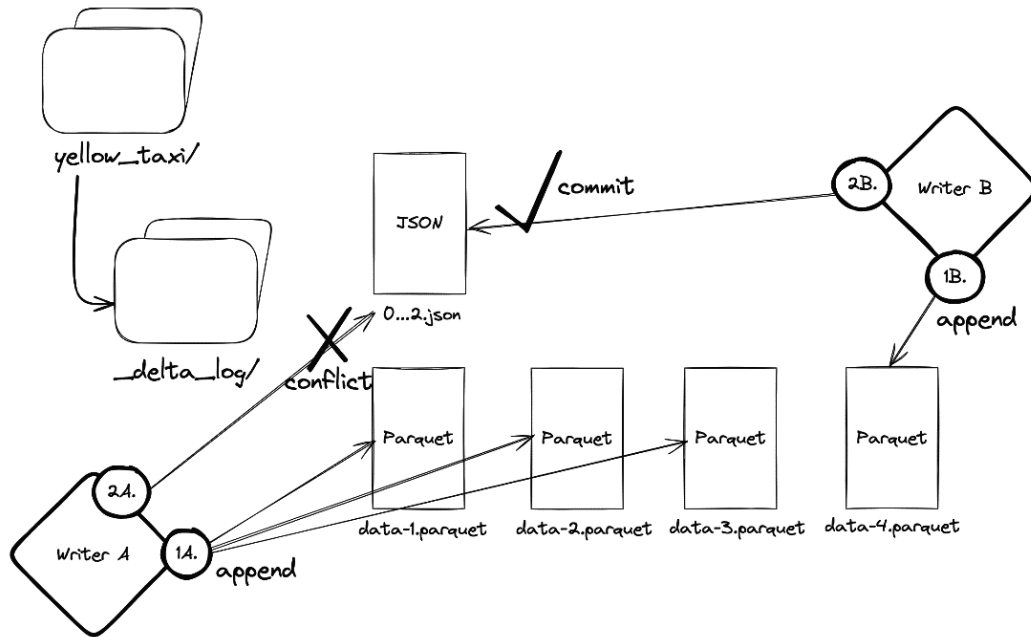 yellow_taxi/
_delta_log/
JSON
0...2.json
commit
2B.
Writer B
1B.
append
conflict
Parquet
data-1.parquet
Parquet
data-2.parquet
Parquet
data-3.parquet
Parquet
data-4.parquet
2A.
Writer A
1A.
append